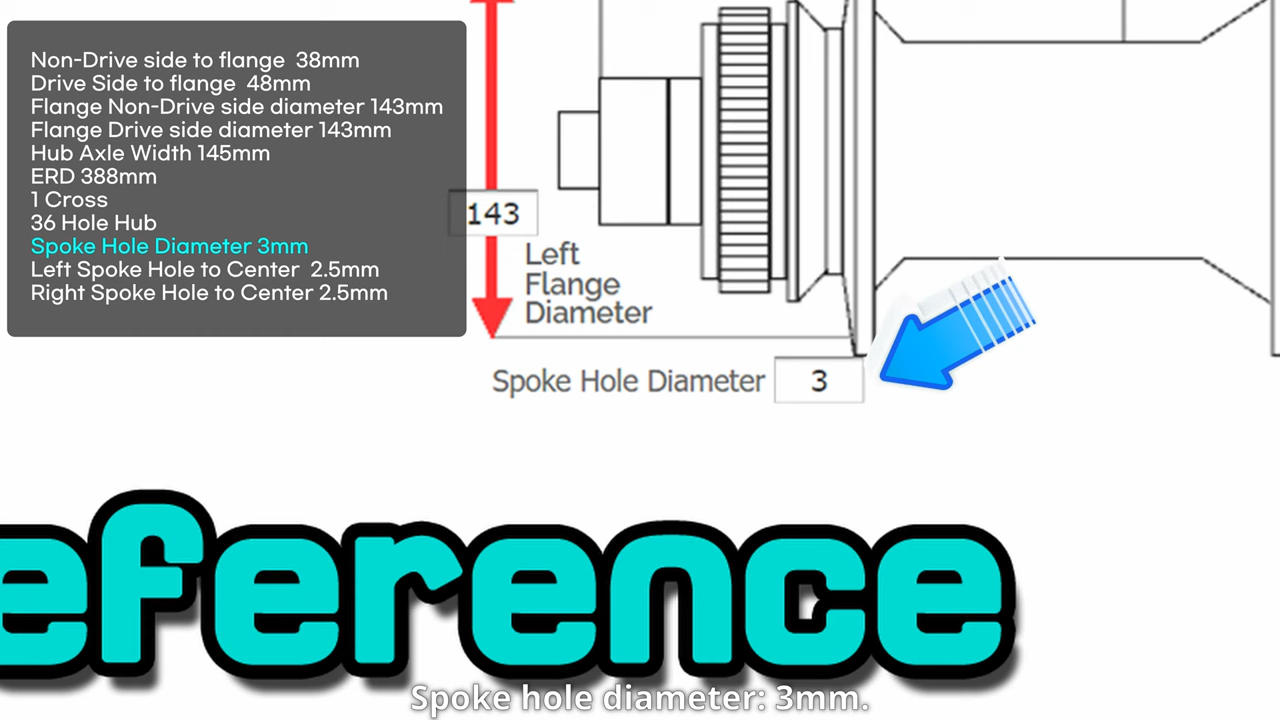 Non-Drive side to flange 38mm
Drive Side to flange 48mm
Flange Non-Drive side diameter 143mm
Flange Drive side diameter 143mm
Hub Axle Width 145mm
ERD 388mm
1 Cross
36 Hole Hub
Spoke Hole Diameter 3mm
Left Spoke Hole to Center 2.5mm
Right Spoke Hole to Center 2.5mm
143
Left
Flange
Diameter
Spoke Hole Diameter 3
eference
Spoke hole diameter: 3mm.